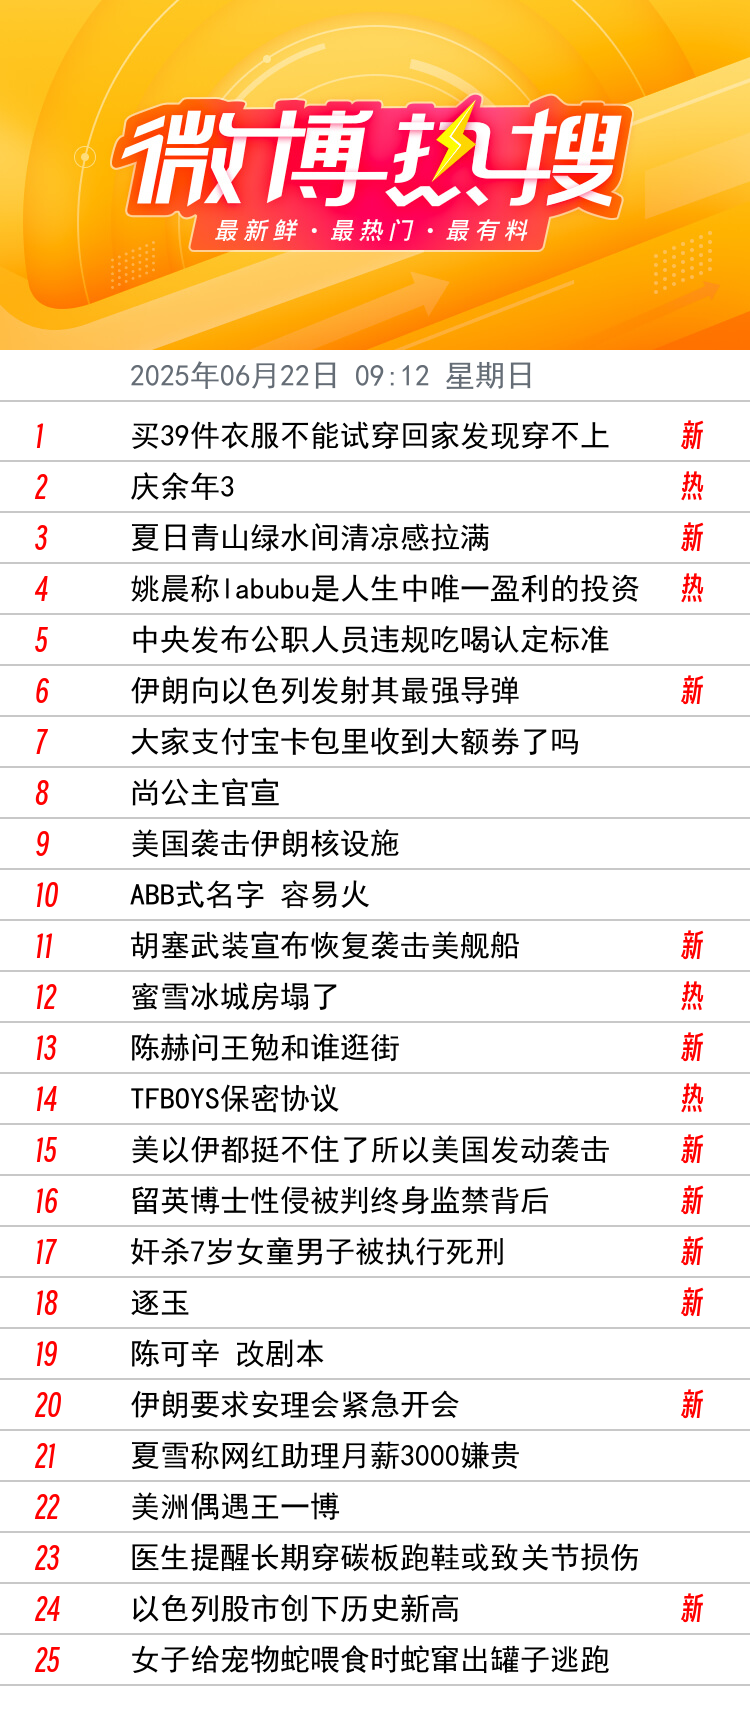 微博热搜
最新鲜·最热门·最有料
2025年06月22日 09:12 星期日
1 买39件衣服不能试穿回家发现穿不上 新
2 庆余年3 热
3 夏日青山绿水间清凉感拉满 新
4 姚晨称labubu是人生中唯一盈利的投资 热
5 中央发布公职人员违规吃喝认定标准
6 伊朗向以色列发射其最强导弹 新
7 大家支付宝卡包里收到大额券了吗
8 尚公主官宣
9 美国袭击伊朗核设施
10 ABB式名字 容易火
11 胡塞武装宣布恢复袭击美舰船 新
12 蜜雪冰城房塌了 热
13 陈赫问王勉和谁逛街 新
14 TFBOYS保密协议 热
15 美以伊都挺不住了所以美国发动袭击 新
16 留英博士性侵被判终身监禁背后 新
17 奸杀7岁女童男子被执行死刑 新
18 逐玉 新
19 陈可辛 改剧本
20 伊朗要求安理会紧急开会 新
21 夏雪称网红助理月薪3000嫌贵
22 美洲偶遇王一博
23 医生提醒长期穿碳板跑鞋或致关节损伤
24 以色列股市创下历史新高 新
25 女子给宠物蛇喂食时蛇窜出罐子逃跑